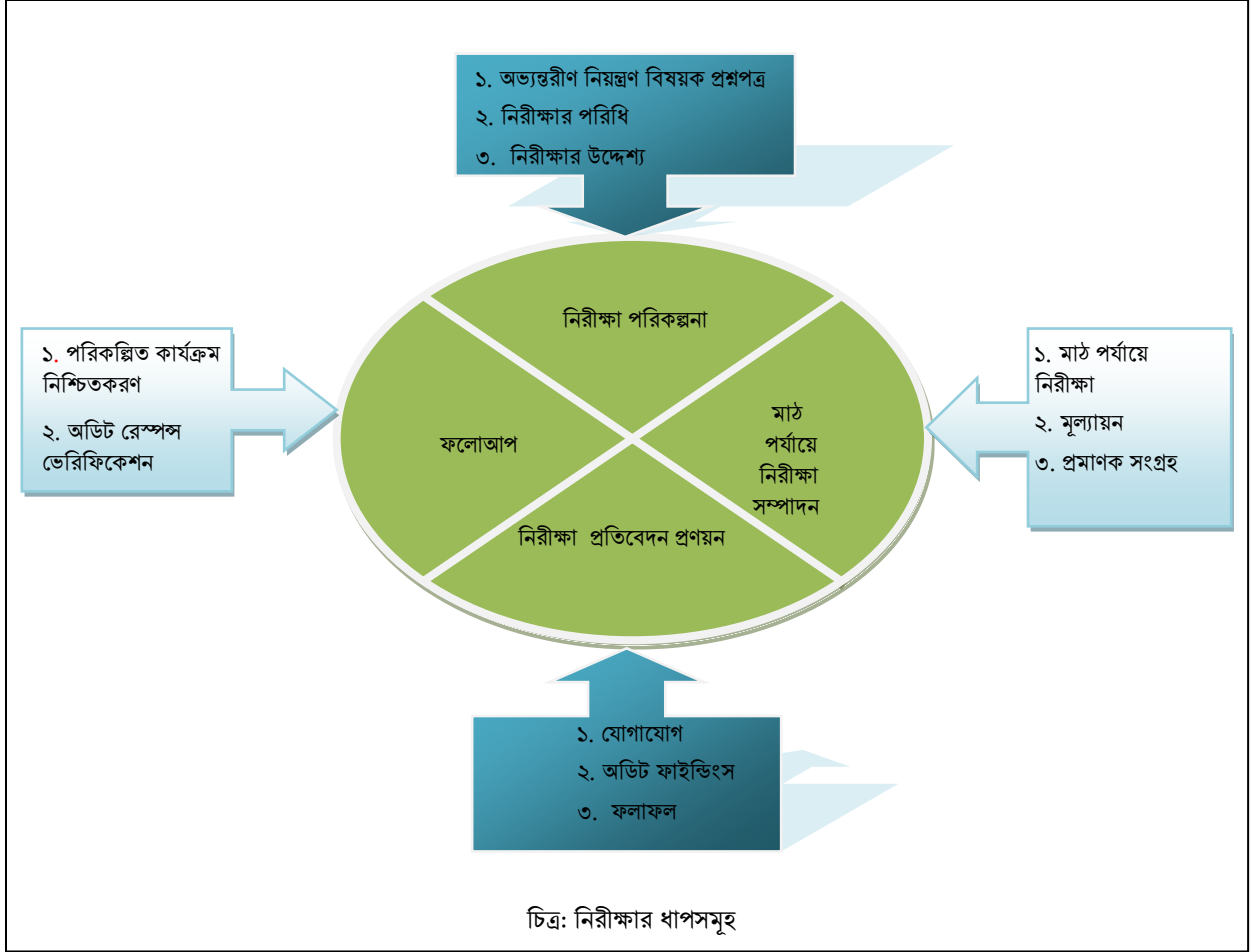 ১. অভ্যন্তরীণ নিয়ন্ত্রণ বিষয়ক প্রশ্নপত্র
২. নিরীক্ষার পরিধি
৩. নিরীক্ষার উদ্দেশ্য
নিরীক্ষা পরিকল্পনা
১. পরিকল্পিত কার্যক্রম
নিশ্চিতকরণ
২. অডিট রেস্পন্স
ভেরিফিকেশন
ফলোআপ
মাঠ
পর্যায়ে
নিরীক্ষা
সম্পাদন
১. মাঠ পর্যায়ে
নিরীক্ষা
২. মূল্যায়ন
৩. প্রমাণক সংগ্রহ
নিরীক্ষা প্রতিবেদন প্রণয়ন
১. যোগাযোগ
২. অডিট ফাইন্ডিংস
৩. ফলাফল
চিত্র: নিরীক্ষার ধাপসমূহ